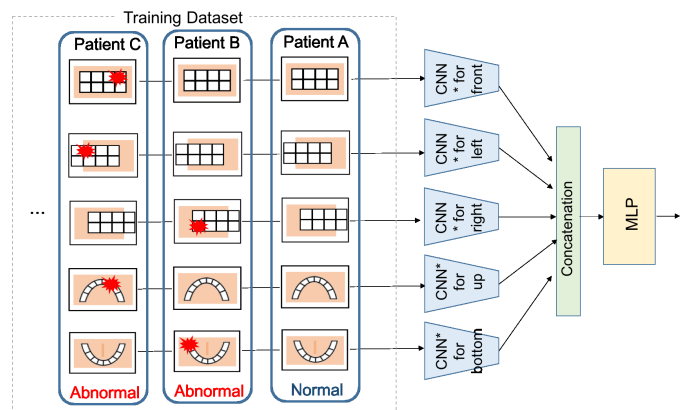 Training Dataset
Patient C
Patient B
Patient A
...
Abnormal
Abnormal
Normal
CNN
* for
front
CNN
* for
left
CNN
* for
right
CNN*
for
up
CNN*
for
bottom
Concatenation
MLP